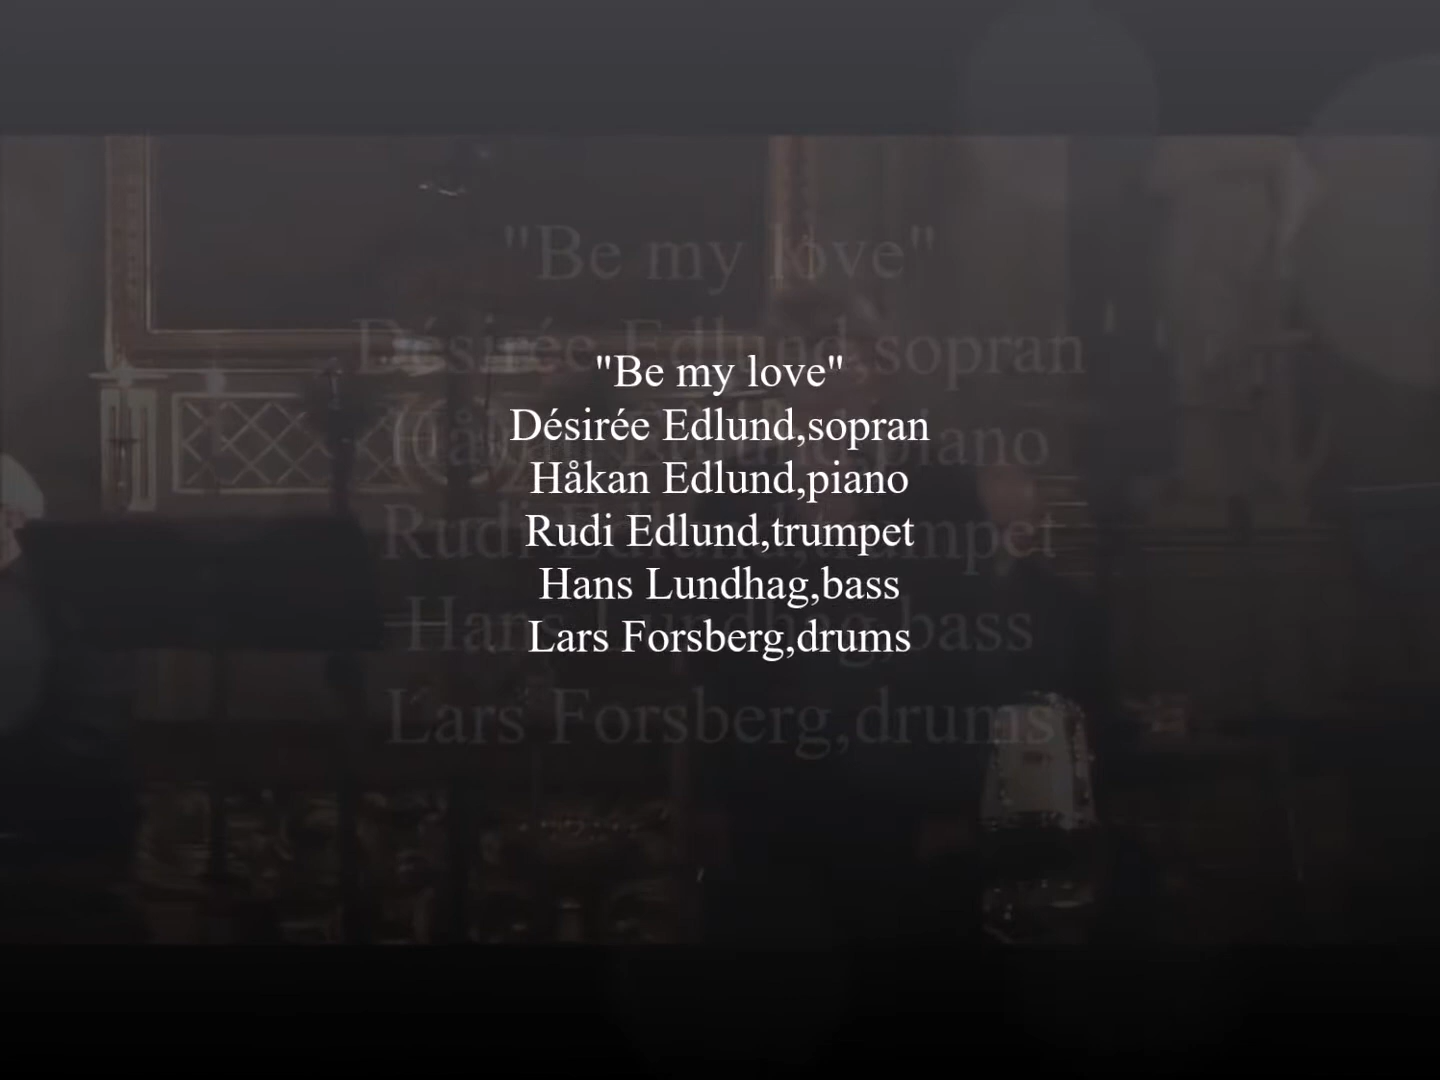 "Be my love"
Désirée Edlund,sopran
Håkan Edlund,piano
Rudi Edlund,trumpet
Hans Lundhag,bass
Lars Forsberg,drums